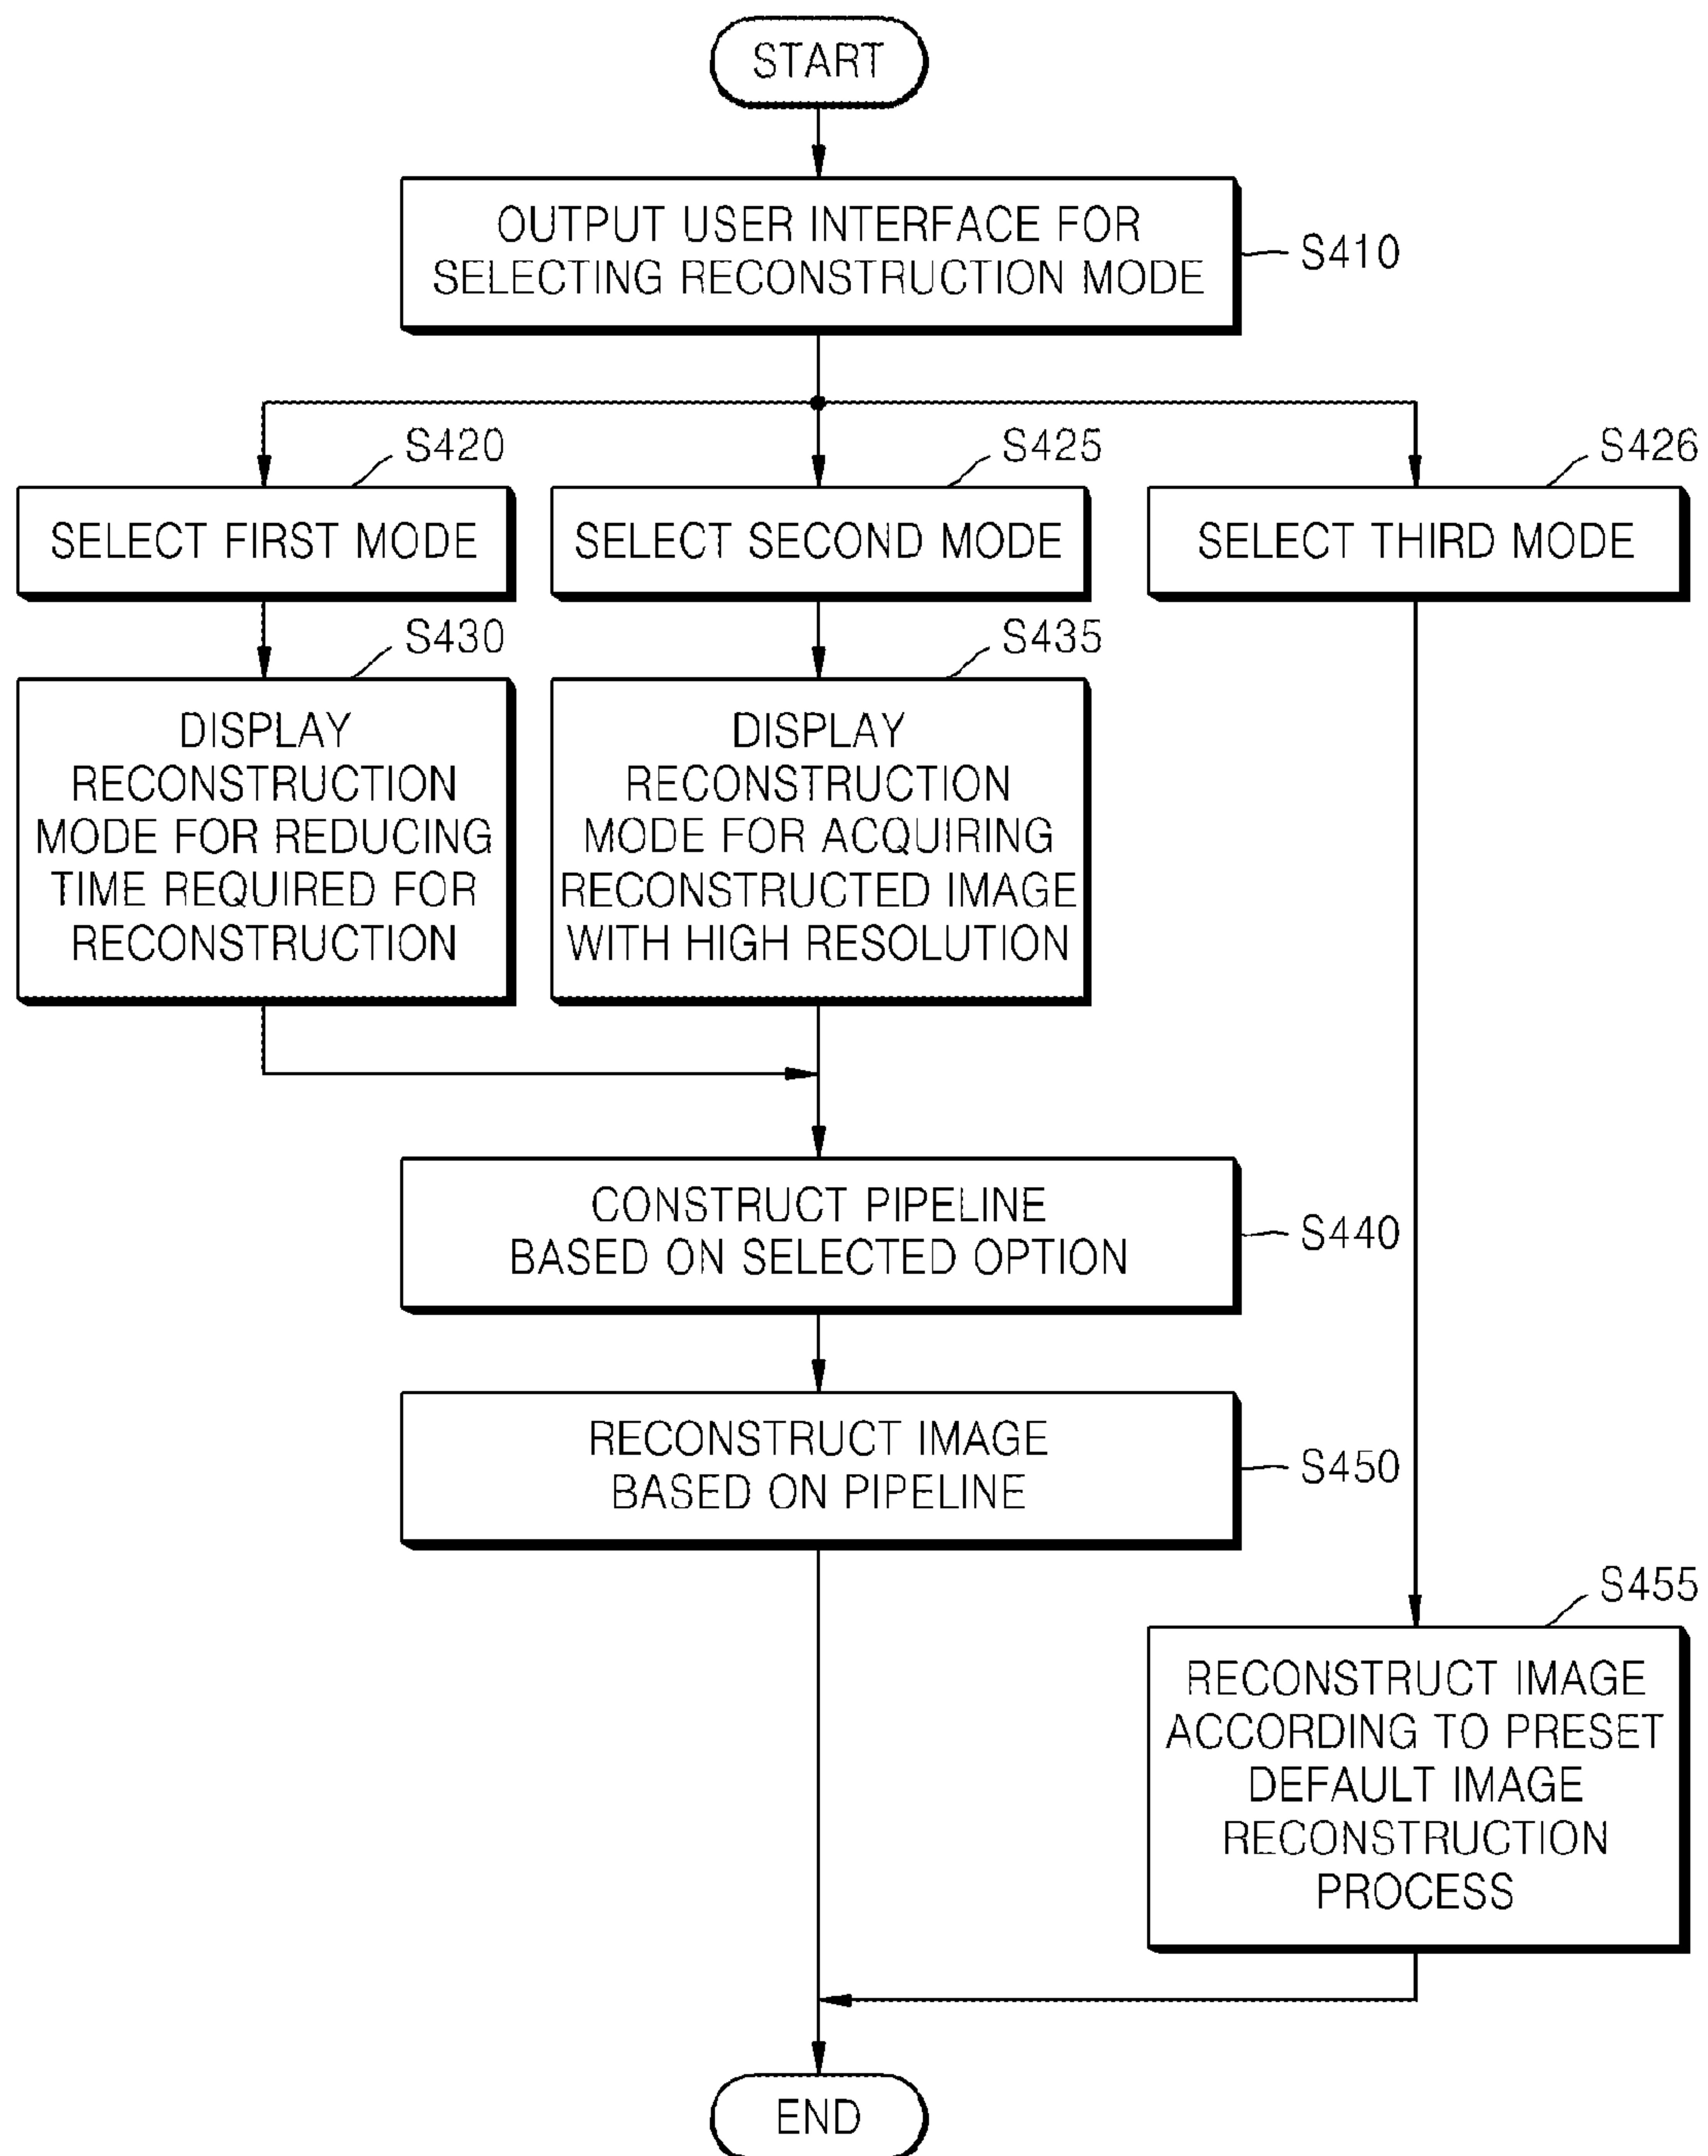 START
OUTPUT USER INTERFACE FOR
SELECTING RECONSTRUCTION MODE
S410
S420
SELECT FIRST MODE
S425
SELECT SECOND MODE
S426
SELECT THIRD MODE
S430
DISPLAY
RECONSTRUCTION
MODE FOR REDUCING
TIME REQUIRED FOR
RECONSTRUCTION
S435
DISPLAY
RECONSTRUCTION
MODE FOR ACQUIRING
RECONSTRUCTED IMAGE
WITH HIGH RESOLUTION
CONSTRUCT PIPELINE
BASED ON SELECTED OPTION
S440
RECONSTRUCT IMAGE
BASED ON PIPELINE
S450
S455
RECONSTRUCT IMAGE
ACCORDING TO PRESET
DEFAULT IMAGE
RECONSTRUCTION
PROCESS
END